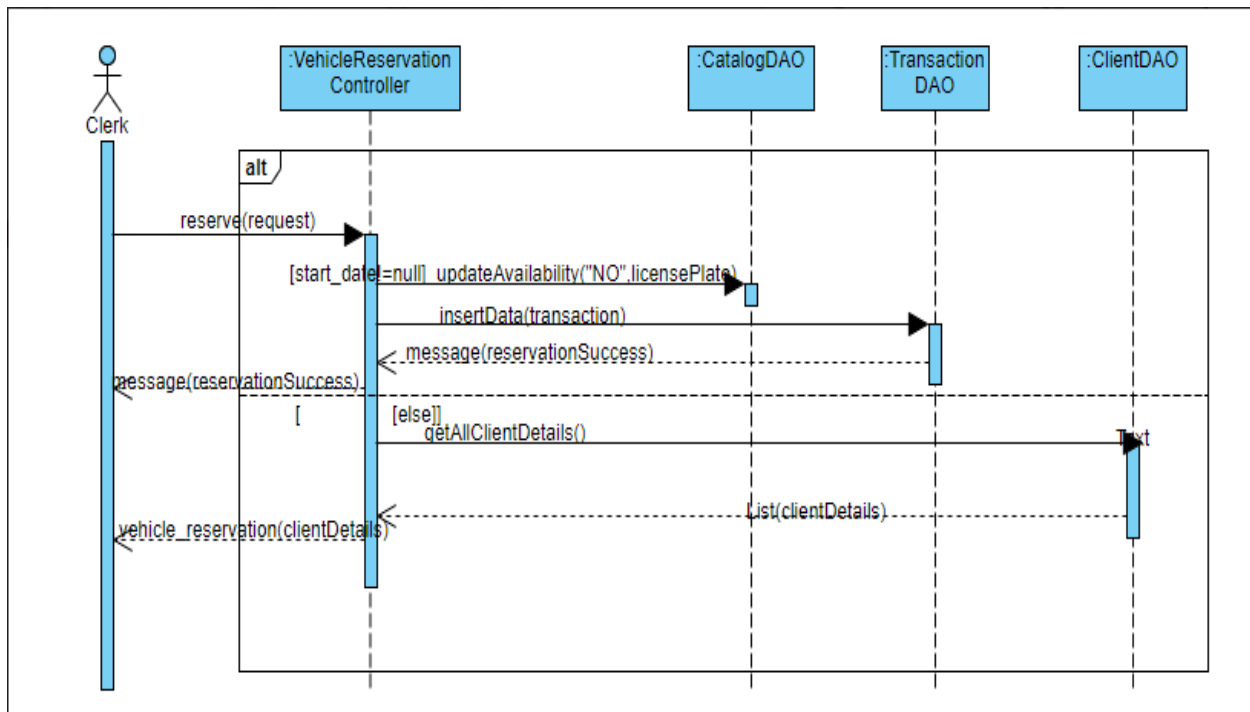 :VehicleReservation
Controller
:CatalogDAO
:Transaction
DAO
:ClientDAO
Clerk
alt
reserve(request)
[start_date!=null] updateAvailability("NO",licensePlate)
insertData(transaction)
message(reservationSuccess)
message(reservationSuccess)
[ [else]]
getAllClientDetails()
Text
List(clientDetails)
vehicle_reservation(clientDetails)